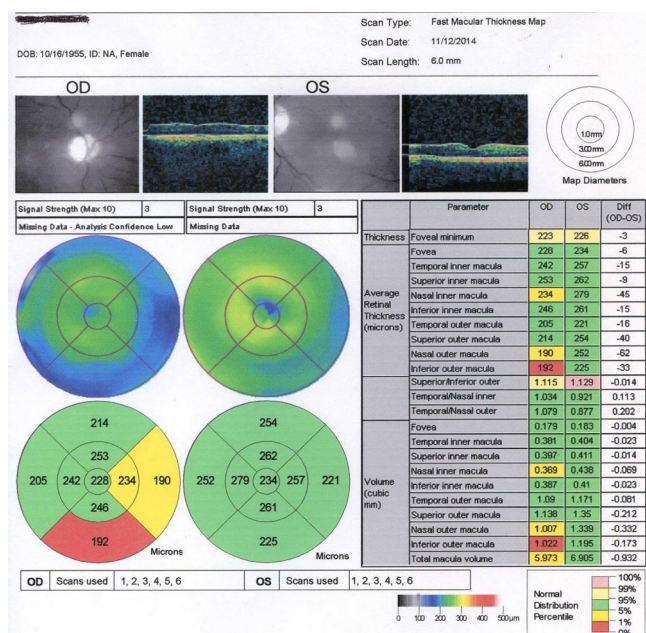 Scan Type: Fast Macular Thickness Map
Scan Date: 11/12/2014
DOB: 10/16/1955, ID: NA, Female
Scan Length: 6.0 mm
OD OS
1.0mm
3.00mm
6.00mm
Map Diameters
Signal Strength (Max 10) 3 Signal Strength (Max 10) 3
Missing Data - Analysis Confidence Low Missing Data
Parameter OD OS Diff (OD-OS)
Thickness Foveal minimum 223 226 -3
Average Retinal Thickness (microns)
Fovea 228 234 -6
Temporal inner macula 242 257 -15
Superior inner macula 253 262 -9
Nasal inner macula 234 279 -45
Inferior inner macula 246 261 -15
Temporal outer macula 205 221 -16
Superior outer macula 214 254 -40
Nasal outer macula 190 252 -62
Inferior outer macula 192 225 -33
Superior/Inferior outer 1.115 1.129 -0.014
Temporal/Nasal inner 1.034 0.921 0.113
Temporal/Nasal outer 1.079 0.877 0.202
Volume (cubic mm)
Fovea 0.179 0.183 -0.004
Temporal inner macula 0.381 0.404 -0.023
Superior inner macula 0.397 0.411 -0.014
Nasal inner macula 0.369 0.438 -0.069
Inferior inner macula 0.387 0.41 -0.023
Temporal outer macula 1.09 1.171 -0.081
Superior outer macula 1.138 1.35 -0.212
Nasal outer macula 1.007 1.339 -0.332
Inferior outer macula 1.022 1.195 -0.173
Total macula volume 5.973 6.905 -0.932
214
253
205 242 228 234 190
246
192
Microns
254
262
252 279 234 257 221
261
225
Microns
OD Scans used 1, 2, 3, 4, 5, 6 OS Scans used 1, 2, 3, 4, 5, 6
0 100 200 300 400 500µm
Normal Distribution Percentile
100%
99%
95%
5%
1%
0%